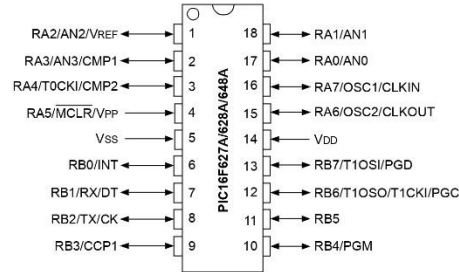 RA2/AN2/VREF 1 18 RA1/AN1
RA3/AN3/CMP1 2 17 RA0/AN0
RA4/T0CKI/CMP2 3 16 RA7/OSC1/CLKIN
RA5/MCLR/VPP 4 15 RA6/OSC2/CLKOUT
VSS 5 14 VDD
RB0/INT 6 13 RB7/T1OSI/PGD
RB1/RX/DT 7 12 RB6/T1OSO/T1CKI/PGC
RB2/TX/CK 8 11 RB5
RB3/CCP1 9 10 RB4/PGM
PIC16F627A/628A/648A